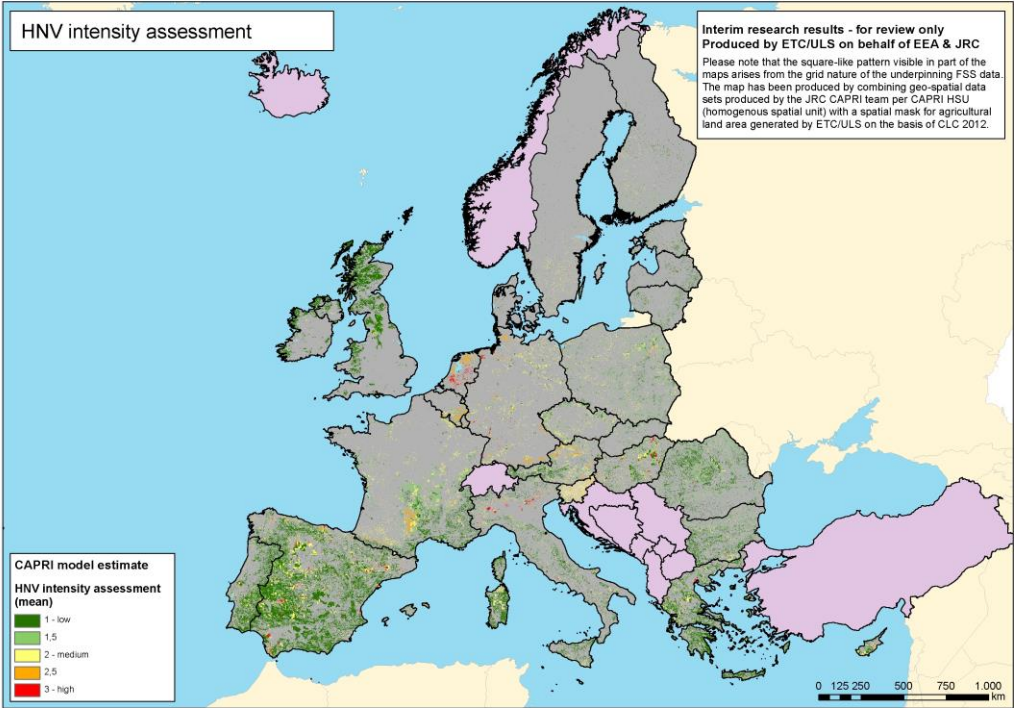 HNV intensity assessment
Interim research results - for review only
Produced by ETC/ULS on behalf of EEA & JRC
Please note that the square-like pattern visible in part of the
maps arises from the grid nature of the underpinning FSS data.
The map has been produced by combining geo-spatial data
sets produced by the JRC CAPRI team per CAPRI HSU
(homogenous spatial unit) with a spatial mask for agricultural
land area generated by ETC/ULS on the basis of CLC 2012.
CAPRI model estimate
HNV intensity assessment
(mean)
1 - low
1,5
2 - medium
2,5
3 - high
0 125 250 500 750 1.000
km